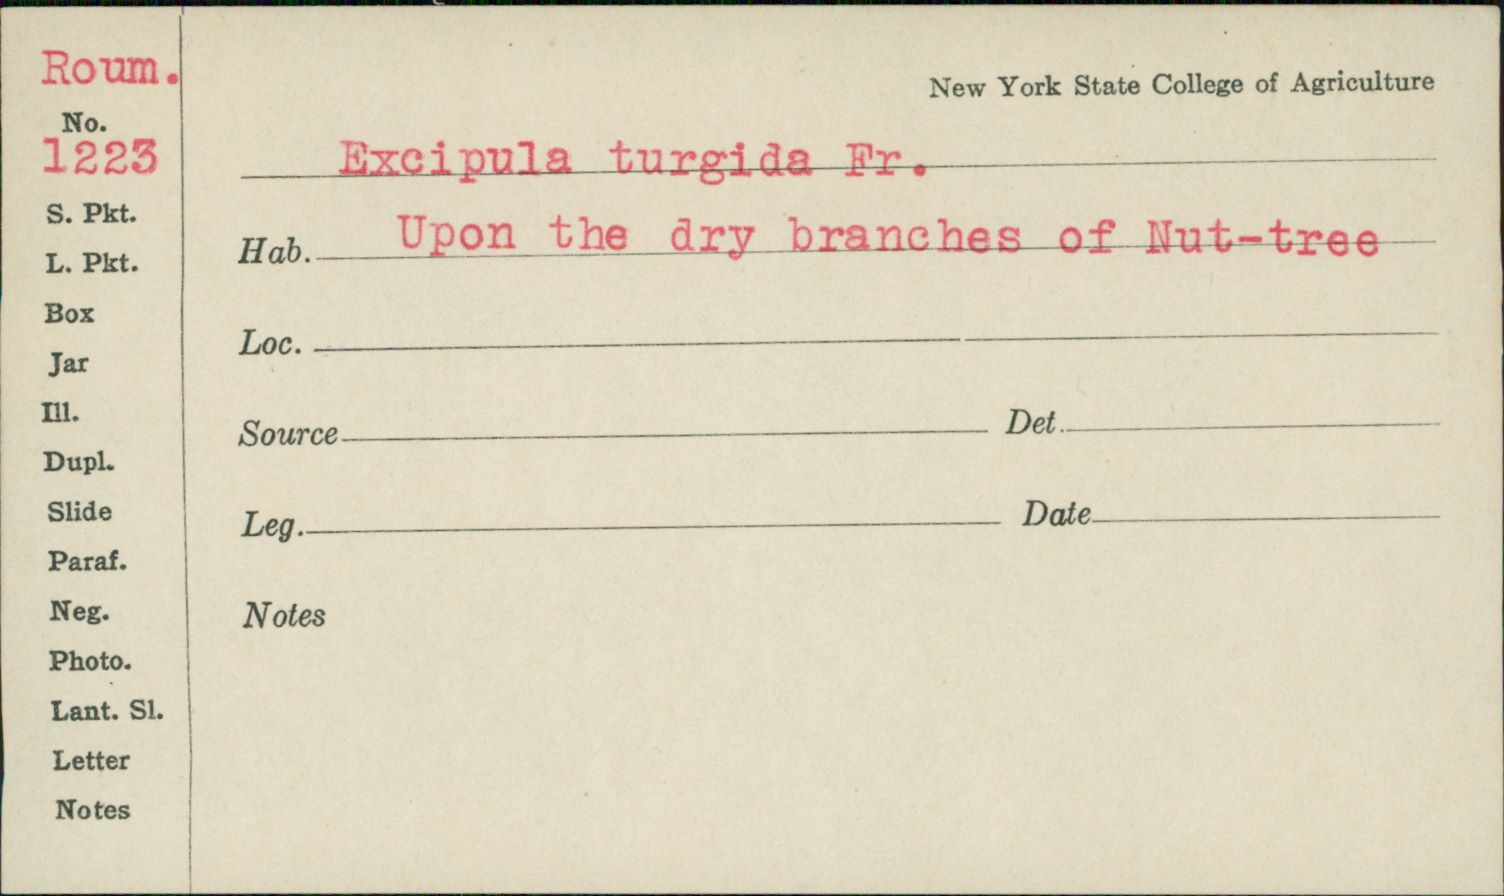 Roum.
No.
1223
S. Pkt.
L. Pkt.
Box
Jar
Ill.
Dupl.
Slide
Paraf.
Neg.
Photo.
Lant. Sl.
Letter
Notes
New York State College of Agriculture
Excipula turgida Fr.
Hab. Upon the dry branches of Nut-tree
Loc.
Source Det.
Leg. Date
Notes